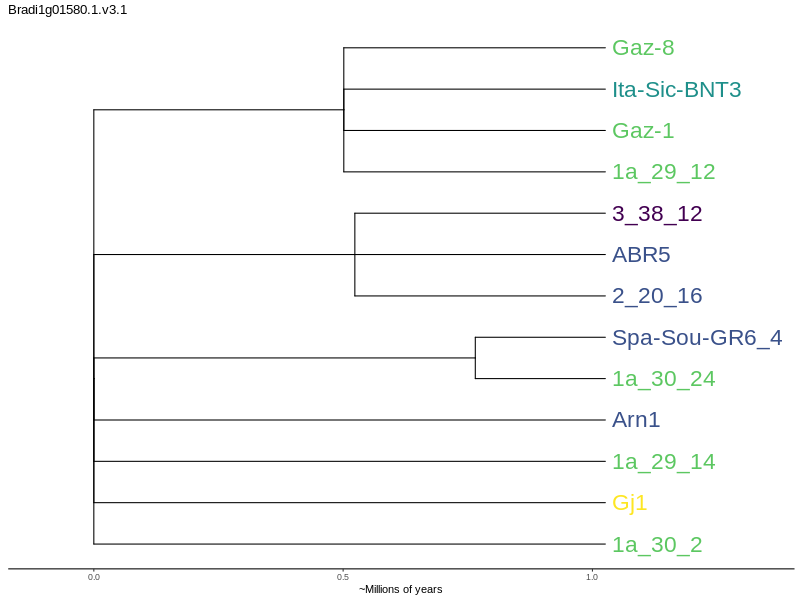 Bradi1g01580.1.v3.1
Gaz-8
Ita-Sic-BNT3
Gaz-1
1a_29_12
3_38_12
ABR5
2_20_16
Spa-Sou-GR6_4
1a_30_24
Arn1
1a_29_14
Gj1
1a_30_2
0.0 0.5 1.0
~Millions of years